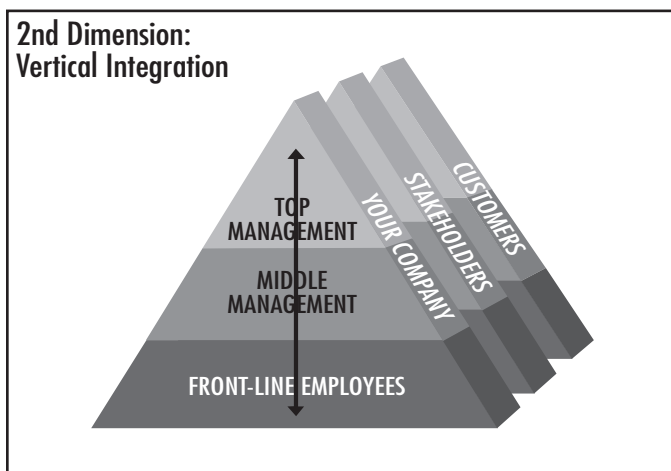 2nd Dimension:
Vertical Integration
TOP
MANAGEMENT
MIDDLE
MANAGEMENT
FRONT-LINE EMPLOYEES
YOUR COMPANY
STAKEHOLDERS
CUSTOMERS